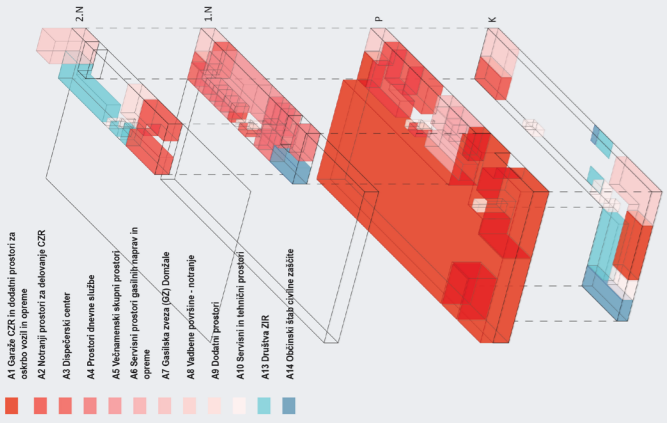 2.N
1.N
P
K
A1 Garaže CZR in dodatni prostori za
oskrbo vozil in opreme
A2 Notranji prostori za delovanje CZR
A3 Dispečerski center
A4 Prostori dnevne službe
A5 Večnamenski skupni prostori
A6 Servisni prostori gasilnih naprav in
opreme
A7 Gasilska zveza (GZ) Domžale
A8 Vadbene površine - notranje
A9 Dodatni prostori
A10 Servisni in tehnični prostori
A13 Društva ZIR
A14 Občinski štab civilne zaščite